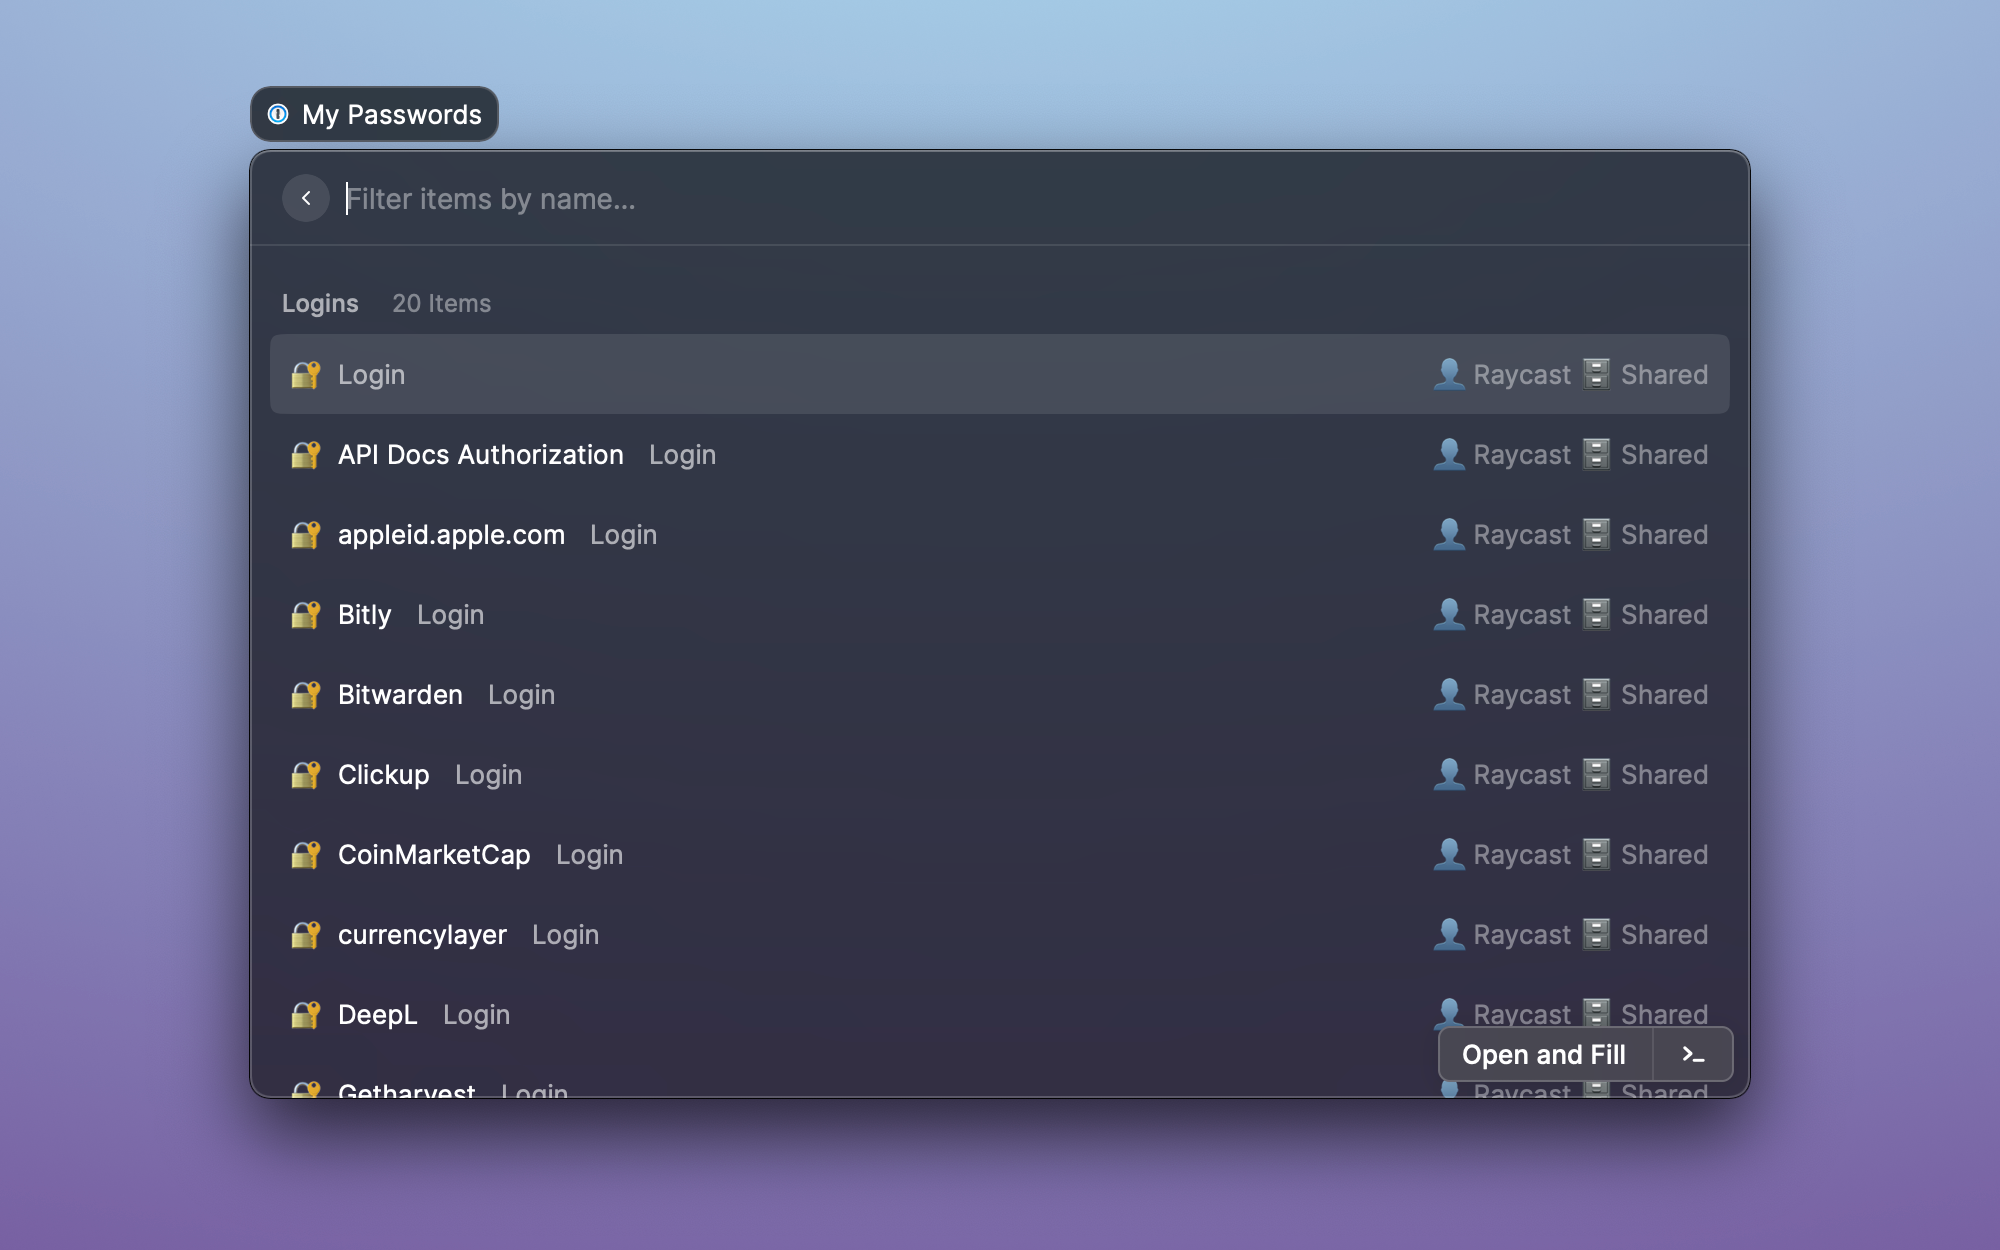 My Passwords
Filter items by name...
Logins 20 Items
Login Raycast Shared
API Docs Authorization Login Raycast Shared
appleid.apple.com Login Raycast Shared
Bitly Login Raycast Shared
Bitwarden Login Raycast Shared
Clickup Login Raycast Shared
CoinMarketCap Login Raycast Shared
currencylayer Login Raycast Shared
DeepL Login Raycast Shared
Open and Fill >_
Getharvest Login Raycast Shared